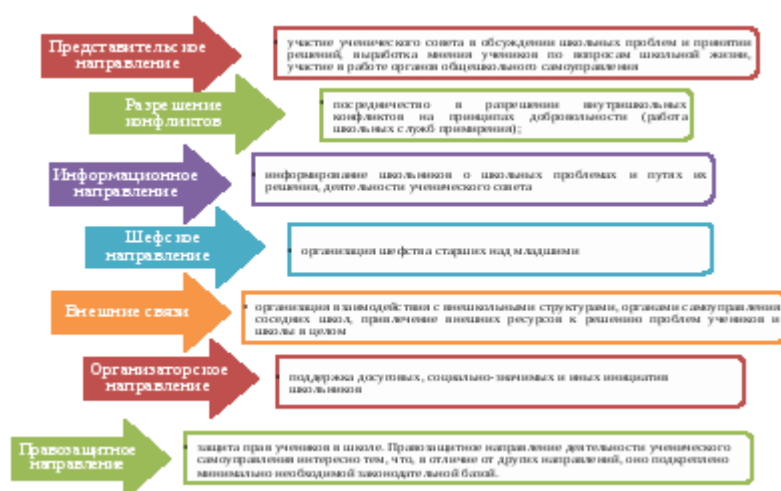 Представительское
направление
• участие ученического совета в обсуждении школьных проблем и принятии
решений, выработка мнения учеников по вопросам школьной жизни,
участие в работе органов общешкольного самоуправления
Разрешение
конфликтов
• посредничество в разрешении внутришкольных
конфликтов на принципах добровольности (работа
школьных служб примирения);
Информационное
направление
• информирование школьников о школьных проблемах и путях их
решения, деятельности ученического совета
Шефское
направление
• организация шефства старших над младшими
Внешние связи
• организация взаимодействия с внешкольными структурами, органами самоуправления
соседних школ, привлечение внешних ресурсов к решению проблем учеников и
школы в целом
Организаторское
направление
• поддержка досуговых, социально-значимых и иных инициатив
школьников
Правозащитное
направление
• защита прав учеников в школе. Правозащитное направление деятельности ученического
самоуправления интересно тем, что, в отличие от других направлений, оно подкреплено
минимально необходимой законодательной базой.